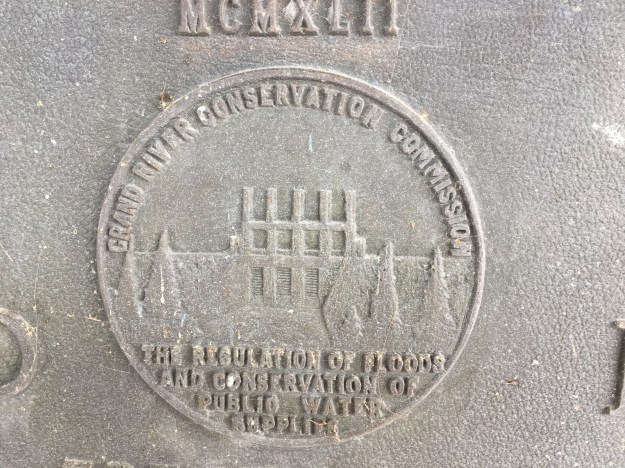 MCMXLII
GRAND RIVER CONSERVATION COMMISSION
THE REGULATION OF FLOODS
AND CONSERVATION OF
PUBLIC WATER
SUPPLIES